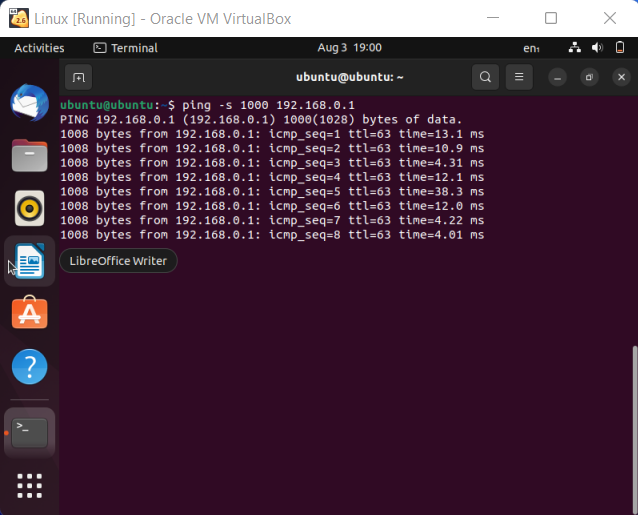 Linux [Running] - Oracle VM VirtualBox
Activities Terminal Aug 3 19:00 en₁
ubuntu@ubuntu: ~
ubuntu@ubuntu:~$ ping -s 1000 192.168.0.1
PING 192.168.0.1 (192.168.0.1) 1000(1028) bytes of data.
1008 bytes from 192.168.0.1: icmp_seq=1 ttl=63 time=13.1 ms
1008 bytes from 192.168.0.1: icmp_seq=2 ttl=63 time=10.9 ms
1008 bytes from 192.168.0.1: icmp_seq=3 ttl=63 time=4.31 ms
1008 bytes from 192.168.0.1: icmp_seq=4 ttl=63 time=12.1 ms
1008 bytes from 192.168.0.1: icmp_seq=5 ttl=63 time=38.3 ms
1008 bytes from 192.168.0.1: icmp_seq=6 ttl=63 time=12.0 ms
1008 bytes from 192.168.0.1: icmp_seq=7 ttl=63 time=4.22 ms
1008 bytes from 192.168.0.1: icmp_seq=8 ttl=63 time=4.01 ms
LibreOffice Writer